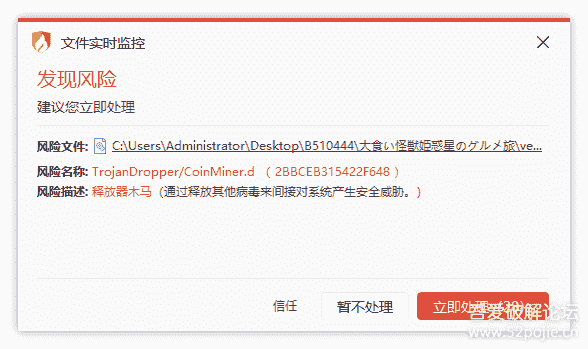 文件实时监控
发现风险
建议您立即处理
风险文件: C:\Users\Administrator\Desktop\B510444\大食い怪獣姫惑星のグルメ旅\ve...
风险名称: TrojanDropper/CoinMiner.d ( 2BBCEB315422F648 )
风险描述: 释放器木马(通过释放其他病毒来间接对系统产生安全威胁。)
信任 暂不处理 立即处理
吾爱破解论坛
www.52pojie.cn